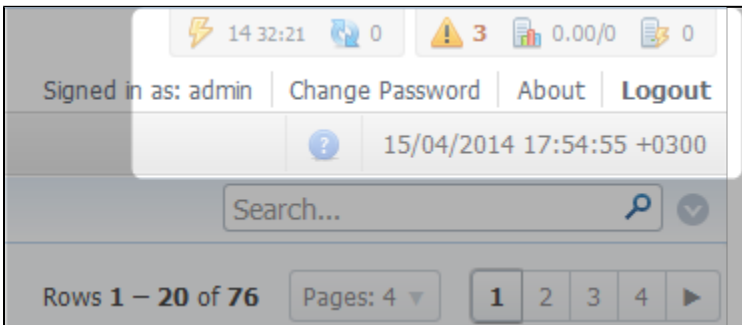 14 32:21 0 3 0.00/0 0
Signed in as: admin Change Password About Logout
? 15/04/2014 17:54:55 +0300
Search...
Rows 1 – 20 of 76 Pages: 4 1 2 3 4